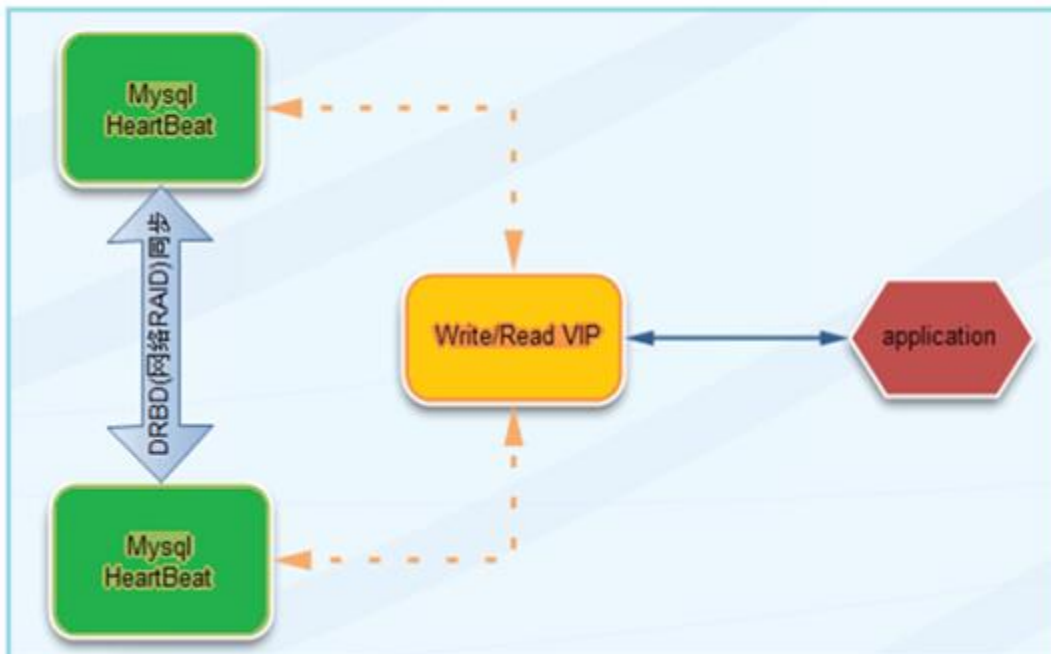 Mysql
HeartBeat
DRBD(网络RAID)同步
Write/Read VIP
application
Mysql
HeartBeat